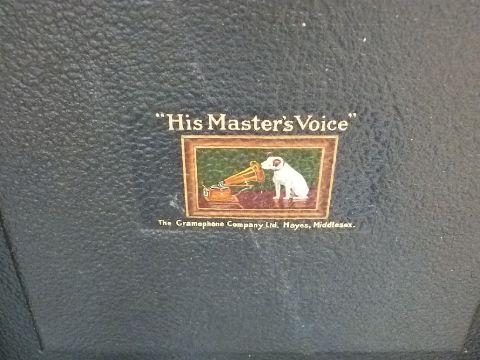 "His Master's Voice"
The Gramophone Company Ltd. Hayes, Middlesex.